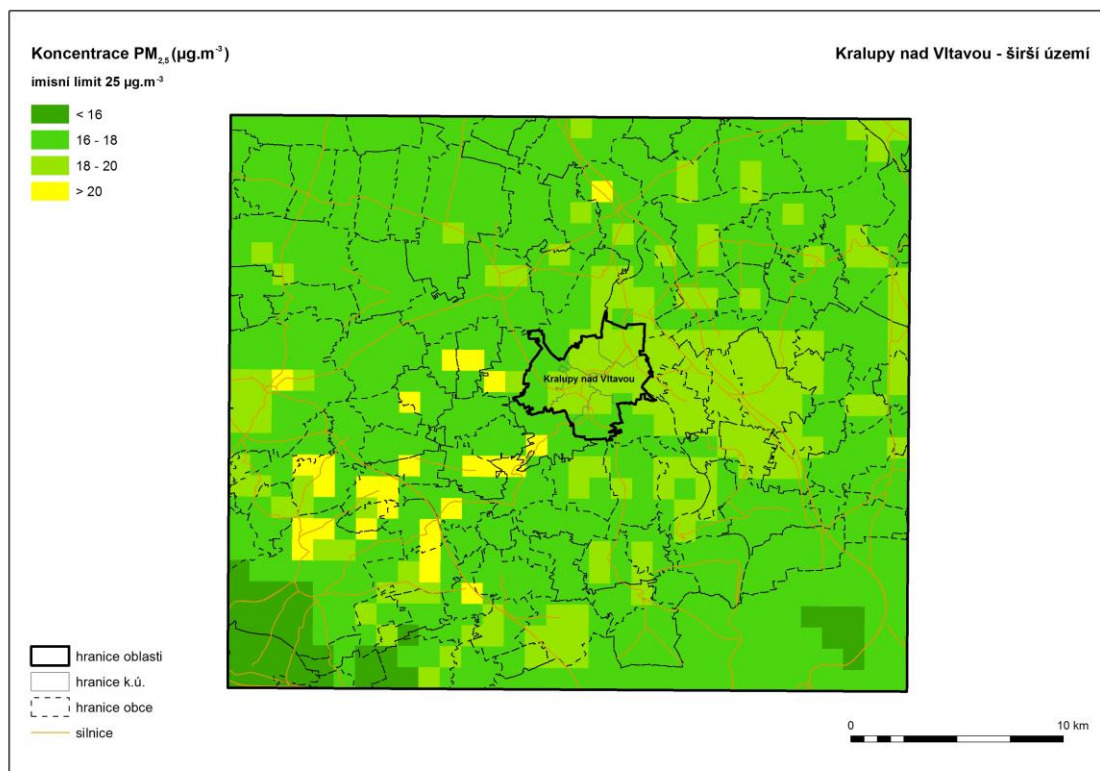 Koncentrace PM2,5 (µg.m-3)
imisní limit 25 µg.m-3
< 16
16 - 18
18 - 20
> 20
Kralupy nad Vltavou - širší území
Kralupy nad Vltavou
hranice oblasti
hranice k.ú.
hranice obce
silnice
0 10 km